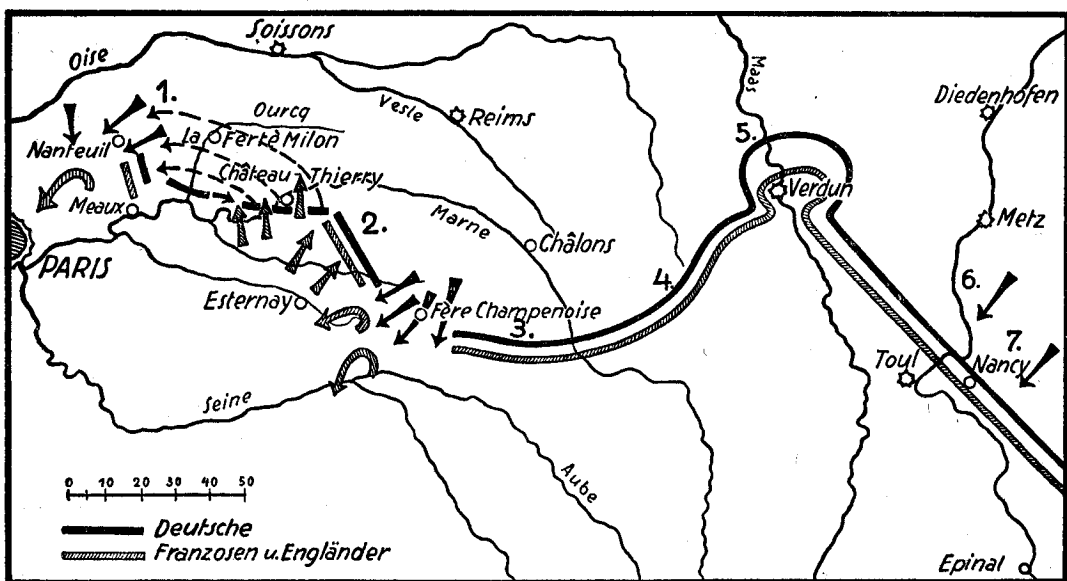 Soissons
Oise
Maas
1.
Ourcq
Vesle
Reims
5.
Diedenhofen
Nanteuil
La Fertè Milon
Château-Thierry
Verdun
Meaux
2.
Marne
Châlons
Metz
PARIS
4.
6.
Esternay
Fère Champenoise
3.
7.
Toul
Nancy
Seine
Aube
0 5 10 20 30 40 50
Deutsche
Franzosen u. Engländer
Epinal